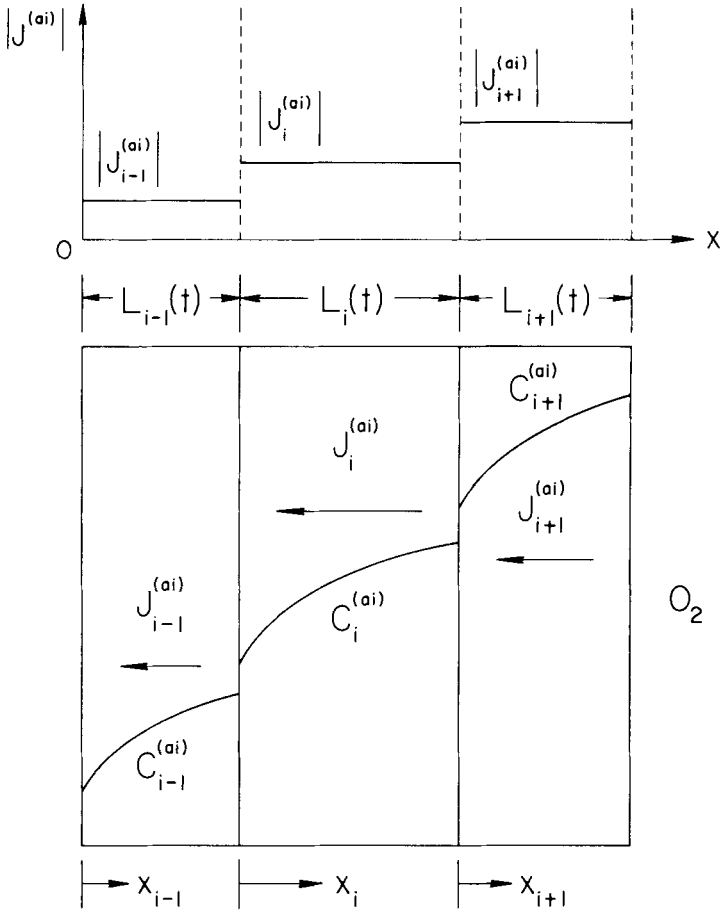 |J^(ai)|
|J_{i+1}^(ai)|
|J_i^(ai)|
|J_{i-1}^(ai)|
O
X
L_{i-1}(t) L_i(t) L_{i+1}(t)
C_{i+1}^(ai)
J_i^(ai)
J_{i+1}^(ai)
J_{i-1}^(ai)
O_2
C_i^(ai)
C_{i-1}^(ai)
X_{i-1} X_i X_{i+1}